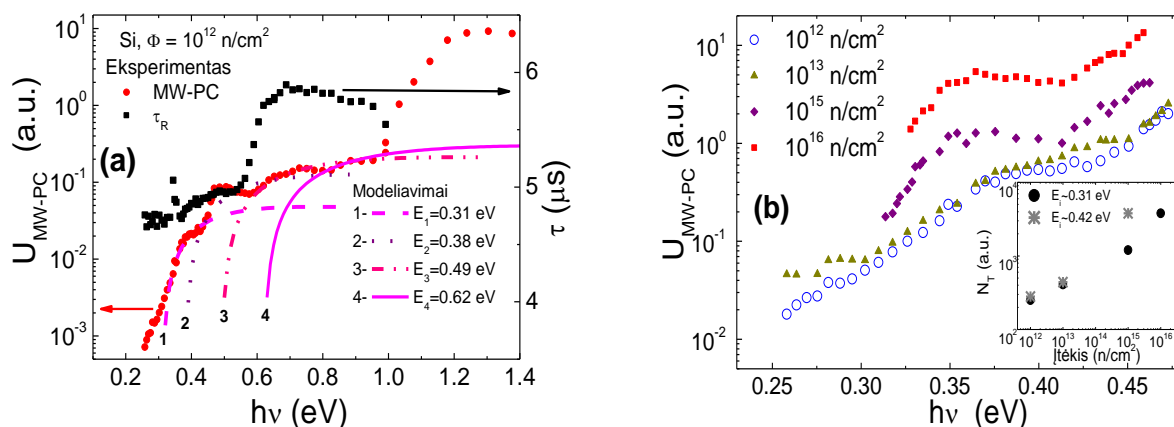 Si, Φ = 10¹² n/cm²
Eksperimentas
MW-PC
τR
(a)
Modeliavimai
1- E₁=0.31 eV
2- E₂=0.38 eV
3- E₃=0.49 eV
4- E₄=0.62 eV
1 2 3 4
10¹
10⁰
10⁻¹
10⁻²
10⁻³
U_MW-PC (a.u.)
6
5
4
τ (µs)
0.2 0.4 0.6 0.8 1.0 1.2 1.4
hν (eV)
10¹² n/cm²
10¹³ n/cm²
10¹⁵ n/cm²
10¹⁶ n/cm²
(b)
10¹
10⁰
10⁻¹
10⁻²
U_MW-PC (a.u.)
0.25 0.30 0.35 0.40 0.45
hν (eV)
Ei~0.31 eV
Ei~0.42 eV
10⁴
10³
10²
N_T (a.u.)
10¹² 10¹³ 10¹⁴ 10¹⁵ 10¹⁶
Įtėkis (n/cm²)